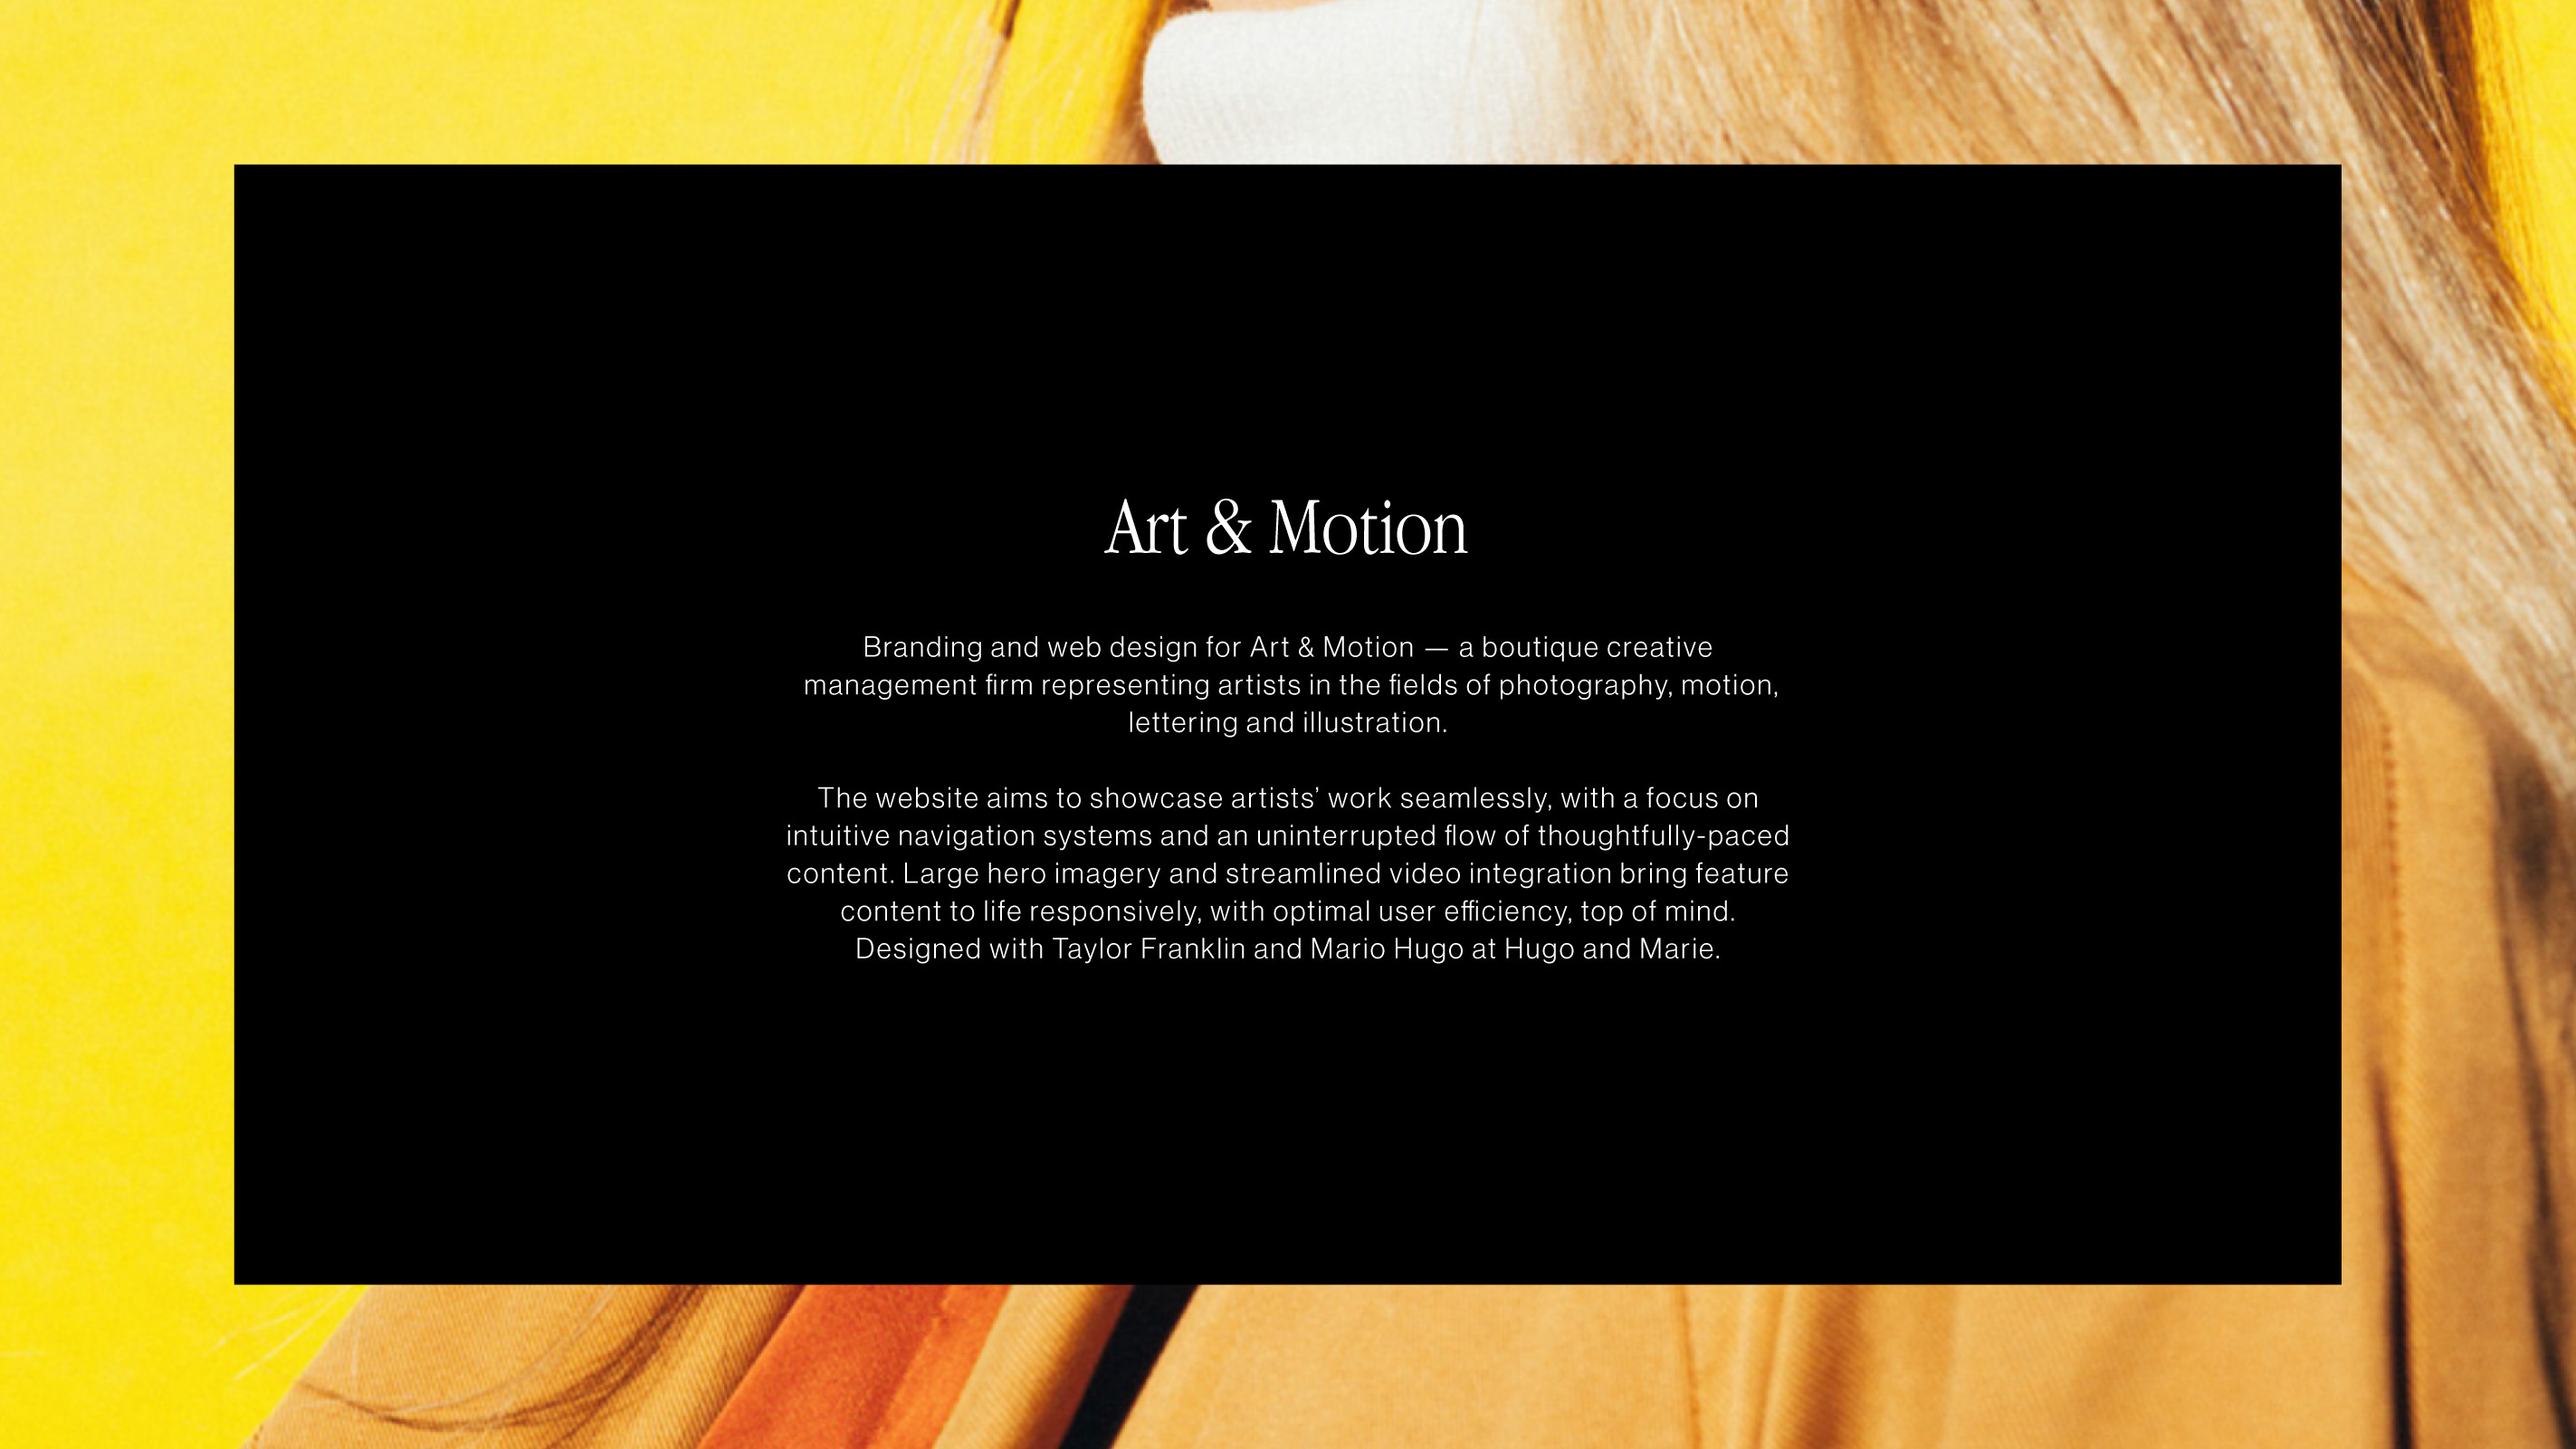 Art & Motion
Branding and web design for Art & Motion — a boutique creative
management firm representing artists in the fields of photography, motion,
lettering and illustration.
The website aims to showcase artists’ work seamlessly, with a focus on
intuitive navigation systems and an uninterrupted flow of thoughtfully-paced
content. Large hero imagery and streamlined video integration bring feature
content to life responsively, with optimal user efficiency, top of mind.
Designed with Taylor Franklin and Mario Hugo at Hugo and Marie.